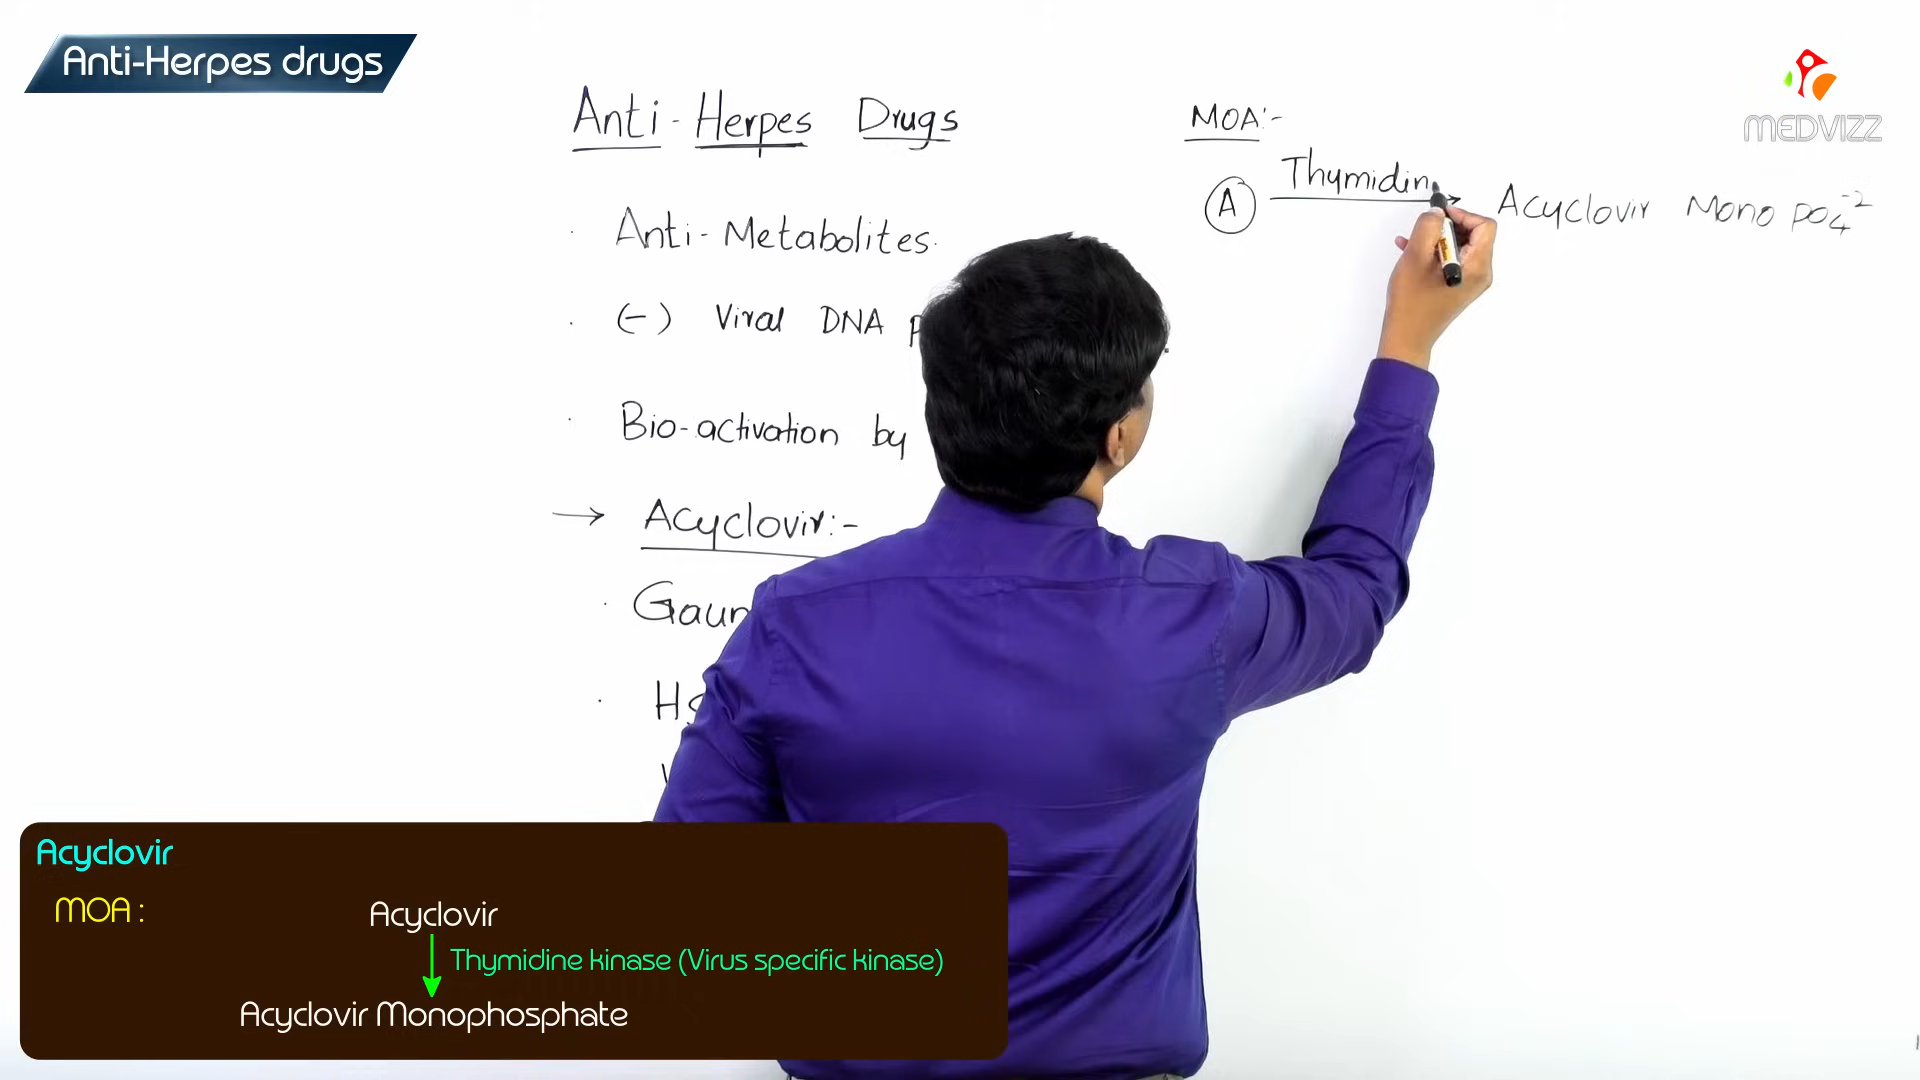 Anti-Herpes drugs
MEDVIZZ
Anti - Herpes Drugs
· Anti - Metabolites.
· (-) Viral DNA
· Bio-activation by
→ Acyclovir:-
·
·
MOA:-
A Thymidin → Acyclovir Mono PO4-2
Acyclovir
MOA :
Acyclovir
Thymidine kinase (Virus specific kinase)
Acyclovir Monophosphate